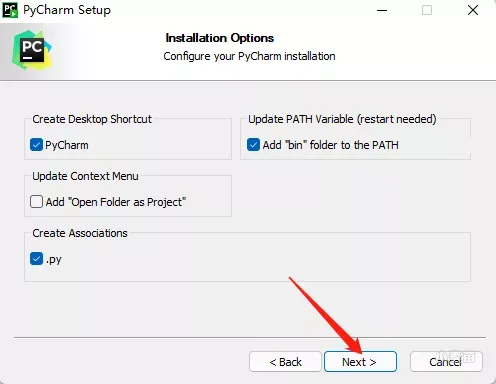 PyCharm Setup
PC
Installation Options
Configure your PyCharm installation
Create Desktop Shortcut
PyCharm
Update PATH Variable (restart needed)
Add "bin" folder to the PATH
Update Context Menu
Add "Open Folder as Project"
Create Associations
.py
< Back
Next >
Cancel